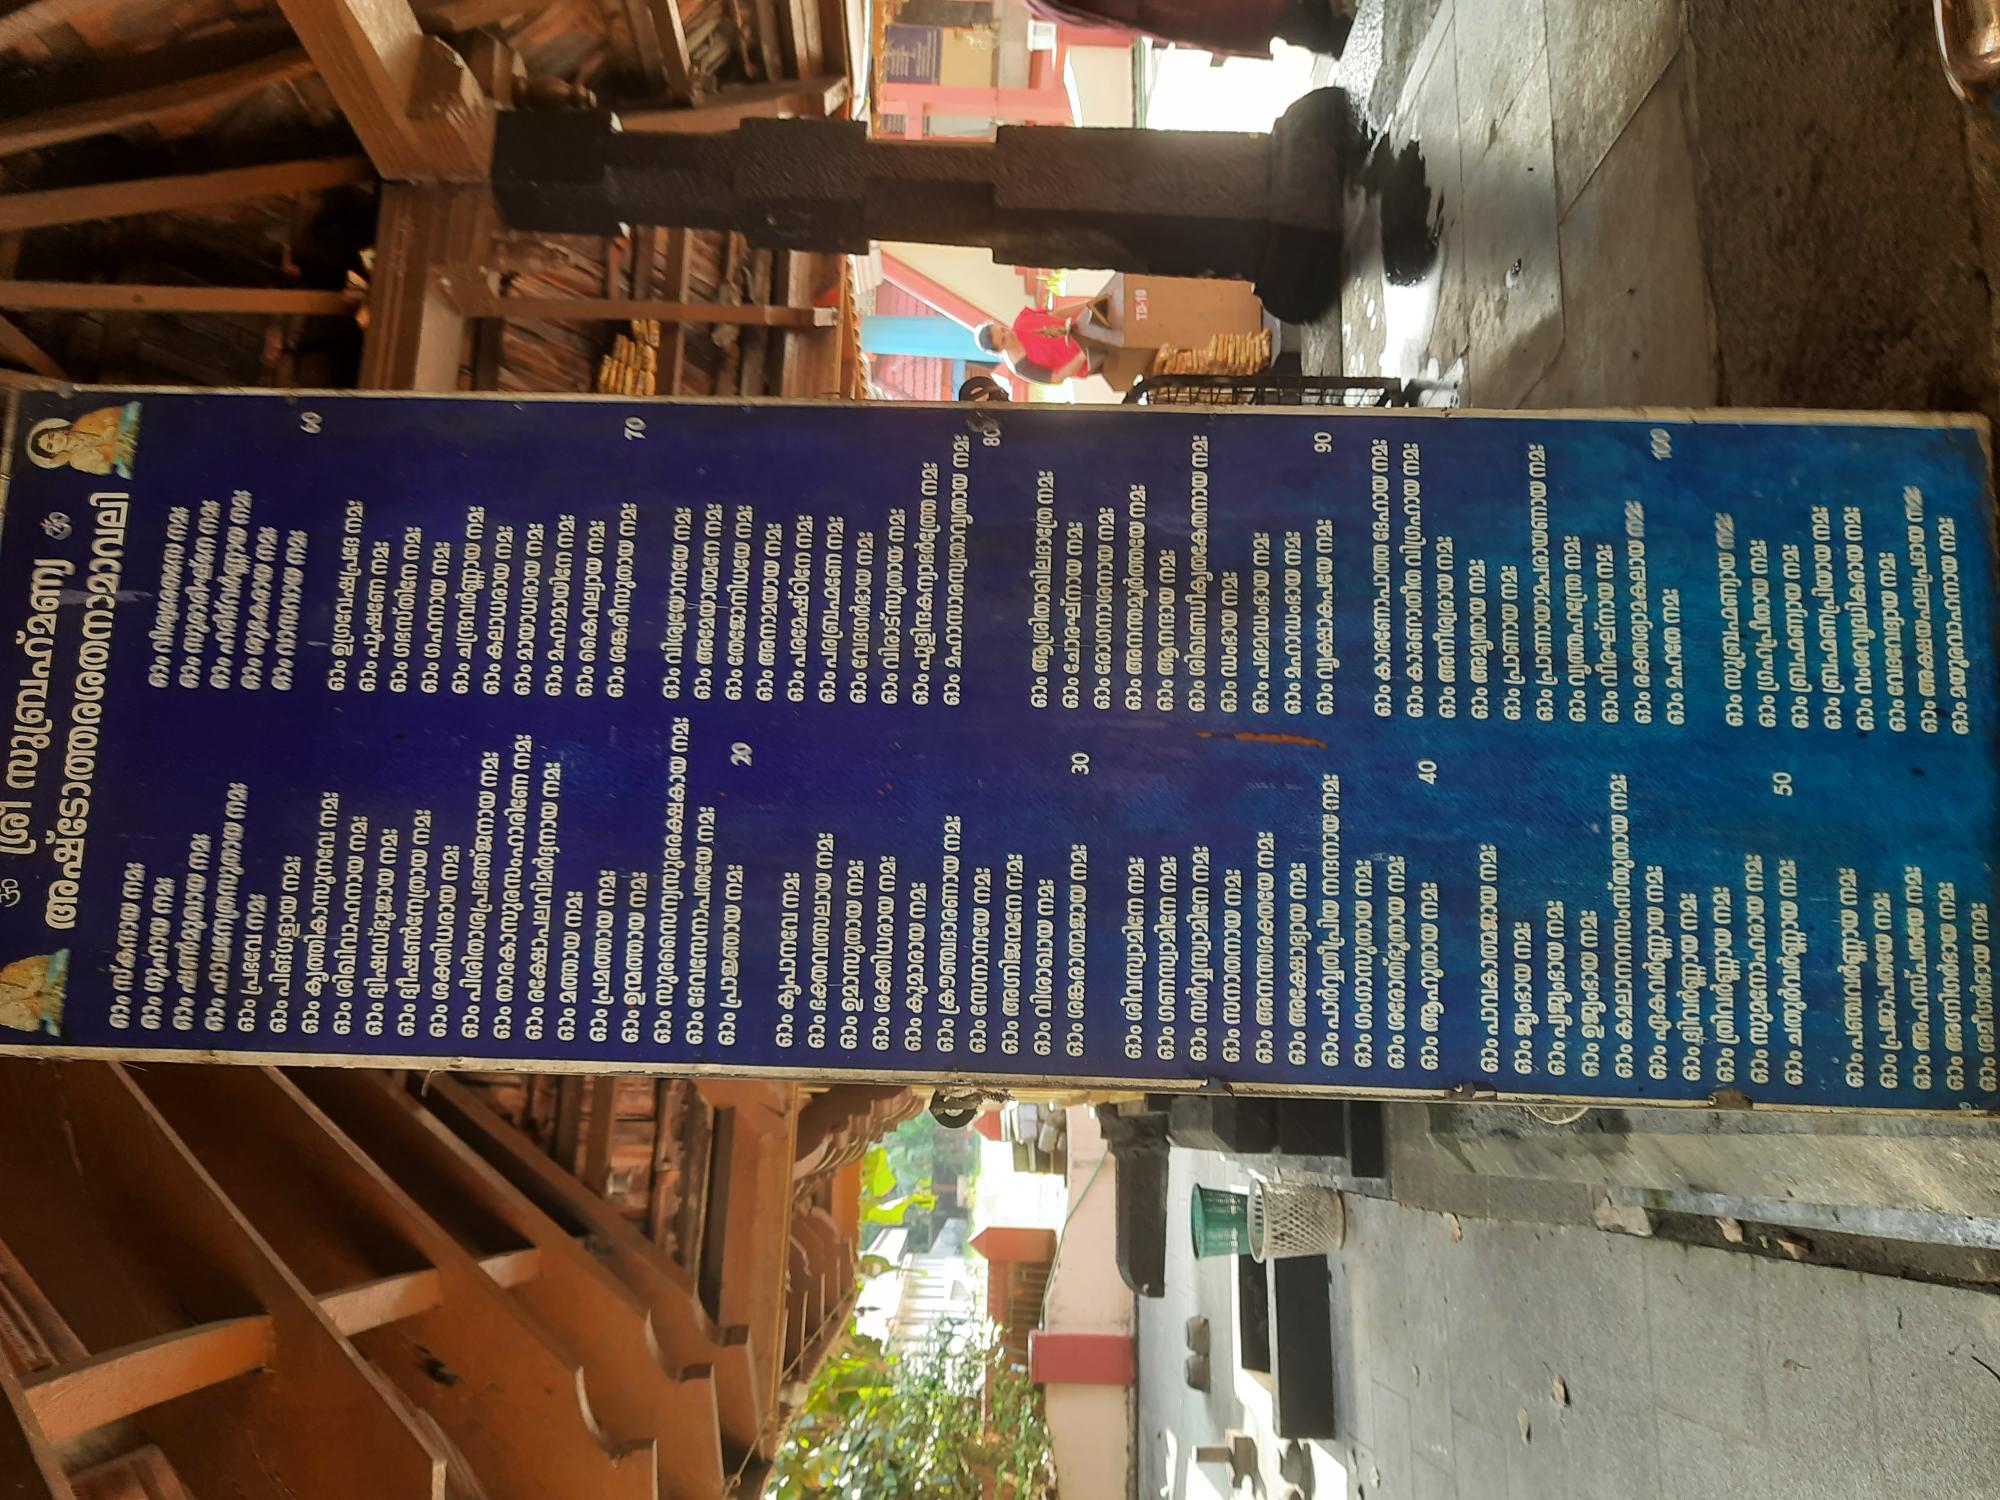 ശ്രീ സുബ്രഹ്‌മണ്യ
അഷ്ടോത്തരശതനാമാവലി
ഓം സ്കന്ദായ നമഃ
ഓം ഗുഹായ നമഃ
ഓം ഷൺമുഖായ നമഃ
ഓം ഫാലനേത്രസുതായ നമഃ
ഓം പ്രഭവേ നമഃ
ഓം പിങ്ഗളായ നമഃ
ഓം കൃത്തികാസൂനവേ നമഃ
ഓം ശിഖിവാഹനായ നമഃ
ഓം ദ്വിഷഡ്ഭുജായ നമഃ
ഓം ദ്വിഷൺനേത്രായ നമഃ
ഓം ശക്തിധരായ നമഃ
ഓം പിശിതാശപ്രഭഞ്ജനായ നമഃ
ഓം താരകാസുരസംഹാരിണേ നമഃ
ഓം രക്ഷോപലവിമർദ്ദനായ നമഃ
ഓം മത്തായ നമഃ
ഓം പ്രമത്തായ നമഃ
ഓം ഉന്മത്തായ നമഃ
ഓം സുരസൈന്യസുരരക്ഷകായ നമഃ
ഓം ദേവസേനാപതയേ നമഃ
ഓം പ്രാജ്ഞായ നമഃ 20
ഓം കൃപാനവേ നമഃ
ഓം ഭക്തവത്സലായ നമഃ
ഓം ഉമാസുതായ നമഃ
ഓം ശക്തിധരായ നമഃ
ഓം കുമാരായ നമഃ
ഓം ക്രൗഞ്ചദാരണായ നമഃ
ഓം സേനാനയേ നമഃ
ഓം അഗ്നിജന്മനേ നമഃ
ഓം വിശാഖായ നമഃ
ഓം ശങ്കരാത്മജായ നമഃ 30
ഓം ശിവസ്വാമിനേ നമഃ
ഓം ഗണസ്വാമിനേ നമഃ
ഓം സർവ്വസ്വാമിനേ നമഃ
ഓം സനാതനായ നമഃ
ഓം അനന്തശക്തയേ നമഃ
ഓം അക്ഷോഭ്യായ നമഃ
ഓം പാർവ്വതീപ്രിയ നന്ദനായ നമഃ
ഓം ഗംഗാസുതായ നമഃ
ഓം ശരോത്ഭൂതായ നമഃ
ഓം ആഹൂതായ നമഃ 40
ഓം പാവകാത്മജായ നമഃ
ഓം ജൃംഭായ നമഃ
ഓം പൃജൃംഭായ നമഃ
ഓം ഉജൃംഭായ നമഃ
ഓം കമലാനനസംസ്തുതായ നമഃ
ഓം ഏകവർണ്ണായ നമഃ
ഓം ദ്വിവർണ്ണായ നമഃ
ഓം ത്രിവർണ്ണായ നമഃ
ഓം സുമനോഹരായ നമഃ
ഓം ചതുർവർണ്ണായ നമഃ 50
ഓം പഞ്ചവർണ്ണായ നമഃ
ഓം പ്രജാപതയേ നമഃ
ഓം അഹസ്പതയേ നമഃ
ഓം അഗ്നിഗർഭായ നമഃ
ഓം ശമീഗർഭായ നമഃ
ഓം വിശ്വരേതസേ നമഃ
ഓം സുരാരിഘ്നേ നമഃ
ഓം ഹരിദ്വർണ്ണായ നമഃ
ഓം ശുഭകരായ നമഃ
ഓം വാസവായ നമഃ 60
ഓം ഉഗ്രവേഷപ്രദേ നമഃ
ഓം പൂഷണേ നമഃ
ഓം ഗഭസ്തിനേ നമഃ
ഓം ഗഹനായ നമഃ
ഓം ചന്ദ്രവർണ്ണായ നമഃ
ഓം കലാധരായ നമഃ
ഓം മായാധരായ നമഃ
ഓം മഹാമായിനേ നമഃ
ഓം കൈവല്യായ നമഃ
ഓം ശങ്കരീസുതായ നമഃ 70
ഓം വിശ്വയോനയേ നമഃ
ഓം അമേയാത്മനേ നമഃ
ഓം തേജോനിധയേ നമഃ
ഓം അനാമയായ നമഃ
ഓം പരമേഷ്ഠിനേ നമഃ
ഓം പരബ്രഹ്മണേ നമഃ
ഓം വേദഗർഭായ നമഃ
ഓം വിരാട്സുതായ നമഃ
ഓം പുളിന്ദകന്യാഭർത്ത്രേ നമഃ
ഓം മഹാസാരസ്വതാവൃതായ നമഃ
80
ഓം ആശ്രിതാഖിലദാത്രേ നമഃ
ഓം ചോരഘ്നായ നമഃ
ഓം രോഗനാശനായ നമഃ
ഓം അനന്തമൂർത്തയേ നമഃ
ഓം ആനന്ദായ നമഃ
ഓം ശിഖണ്ഡീകൃതകേതനായ നമഃ
ഓം ഡംഭായ നമഃ
ഓം പരമഡംഭായ നമഃ
ഓം മഹാഡംഭായ നമഃ
ഓം വൃക്ഷാകപയേ നമഃ 90
ഓം കാരണോപാത്ത ദേഹായ നമഃ
ഓം കാരണാതീത വിഗ്രഹായ നമഃ
ഓം അനീശ്വരായ നമഃ
ഓം അമൃതായ നമഃ
ഓം പ്രാണായ നമഃ
ഓം പ്രാണായാമപരായണായ നമഃ
ഓം വൃത്തഹന്ത്രേ നമഃ
ഓം വീരഘ്നായ നമഃ
ഓം രക്തശ്യാമകലായ നമഃ
ഓം മഹതേ നമഃ 100
ഓം സുബ്രഹ്മണ്യായ നമഃ
ഓം ഗ്രഹപ്രീതായ നമഃ
ഓം ബ്രഹ്മണ്യായ നമഃ
ഓം ബ്രഹ്മണപ്രിയായ നമഃ
ഓം വംശവൃദ്ധികരായ നമഃ
ഓം വേദവേദ്യായ നമഃ
ഓം അക്ഷയഫലപ്രദായ നമഃ
ഓം മയൂരവാഹനായ നമഃ
TD-10